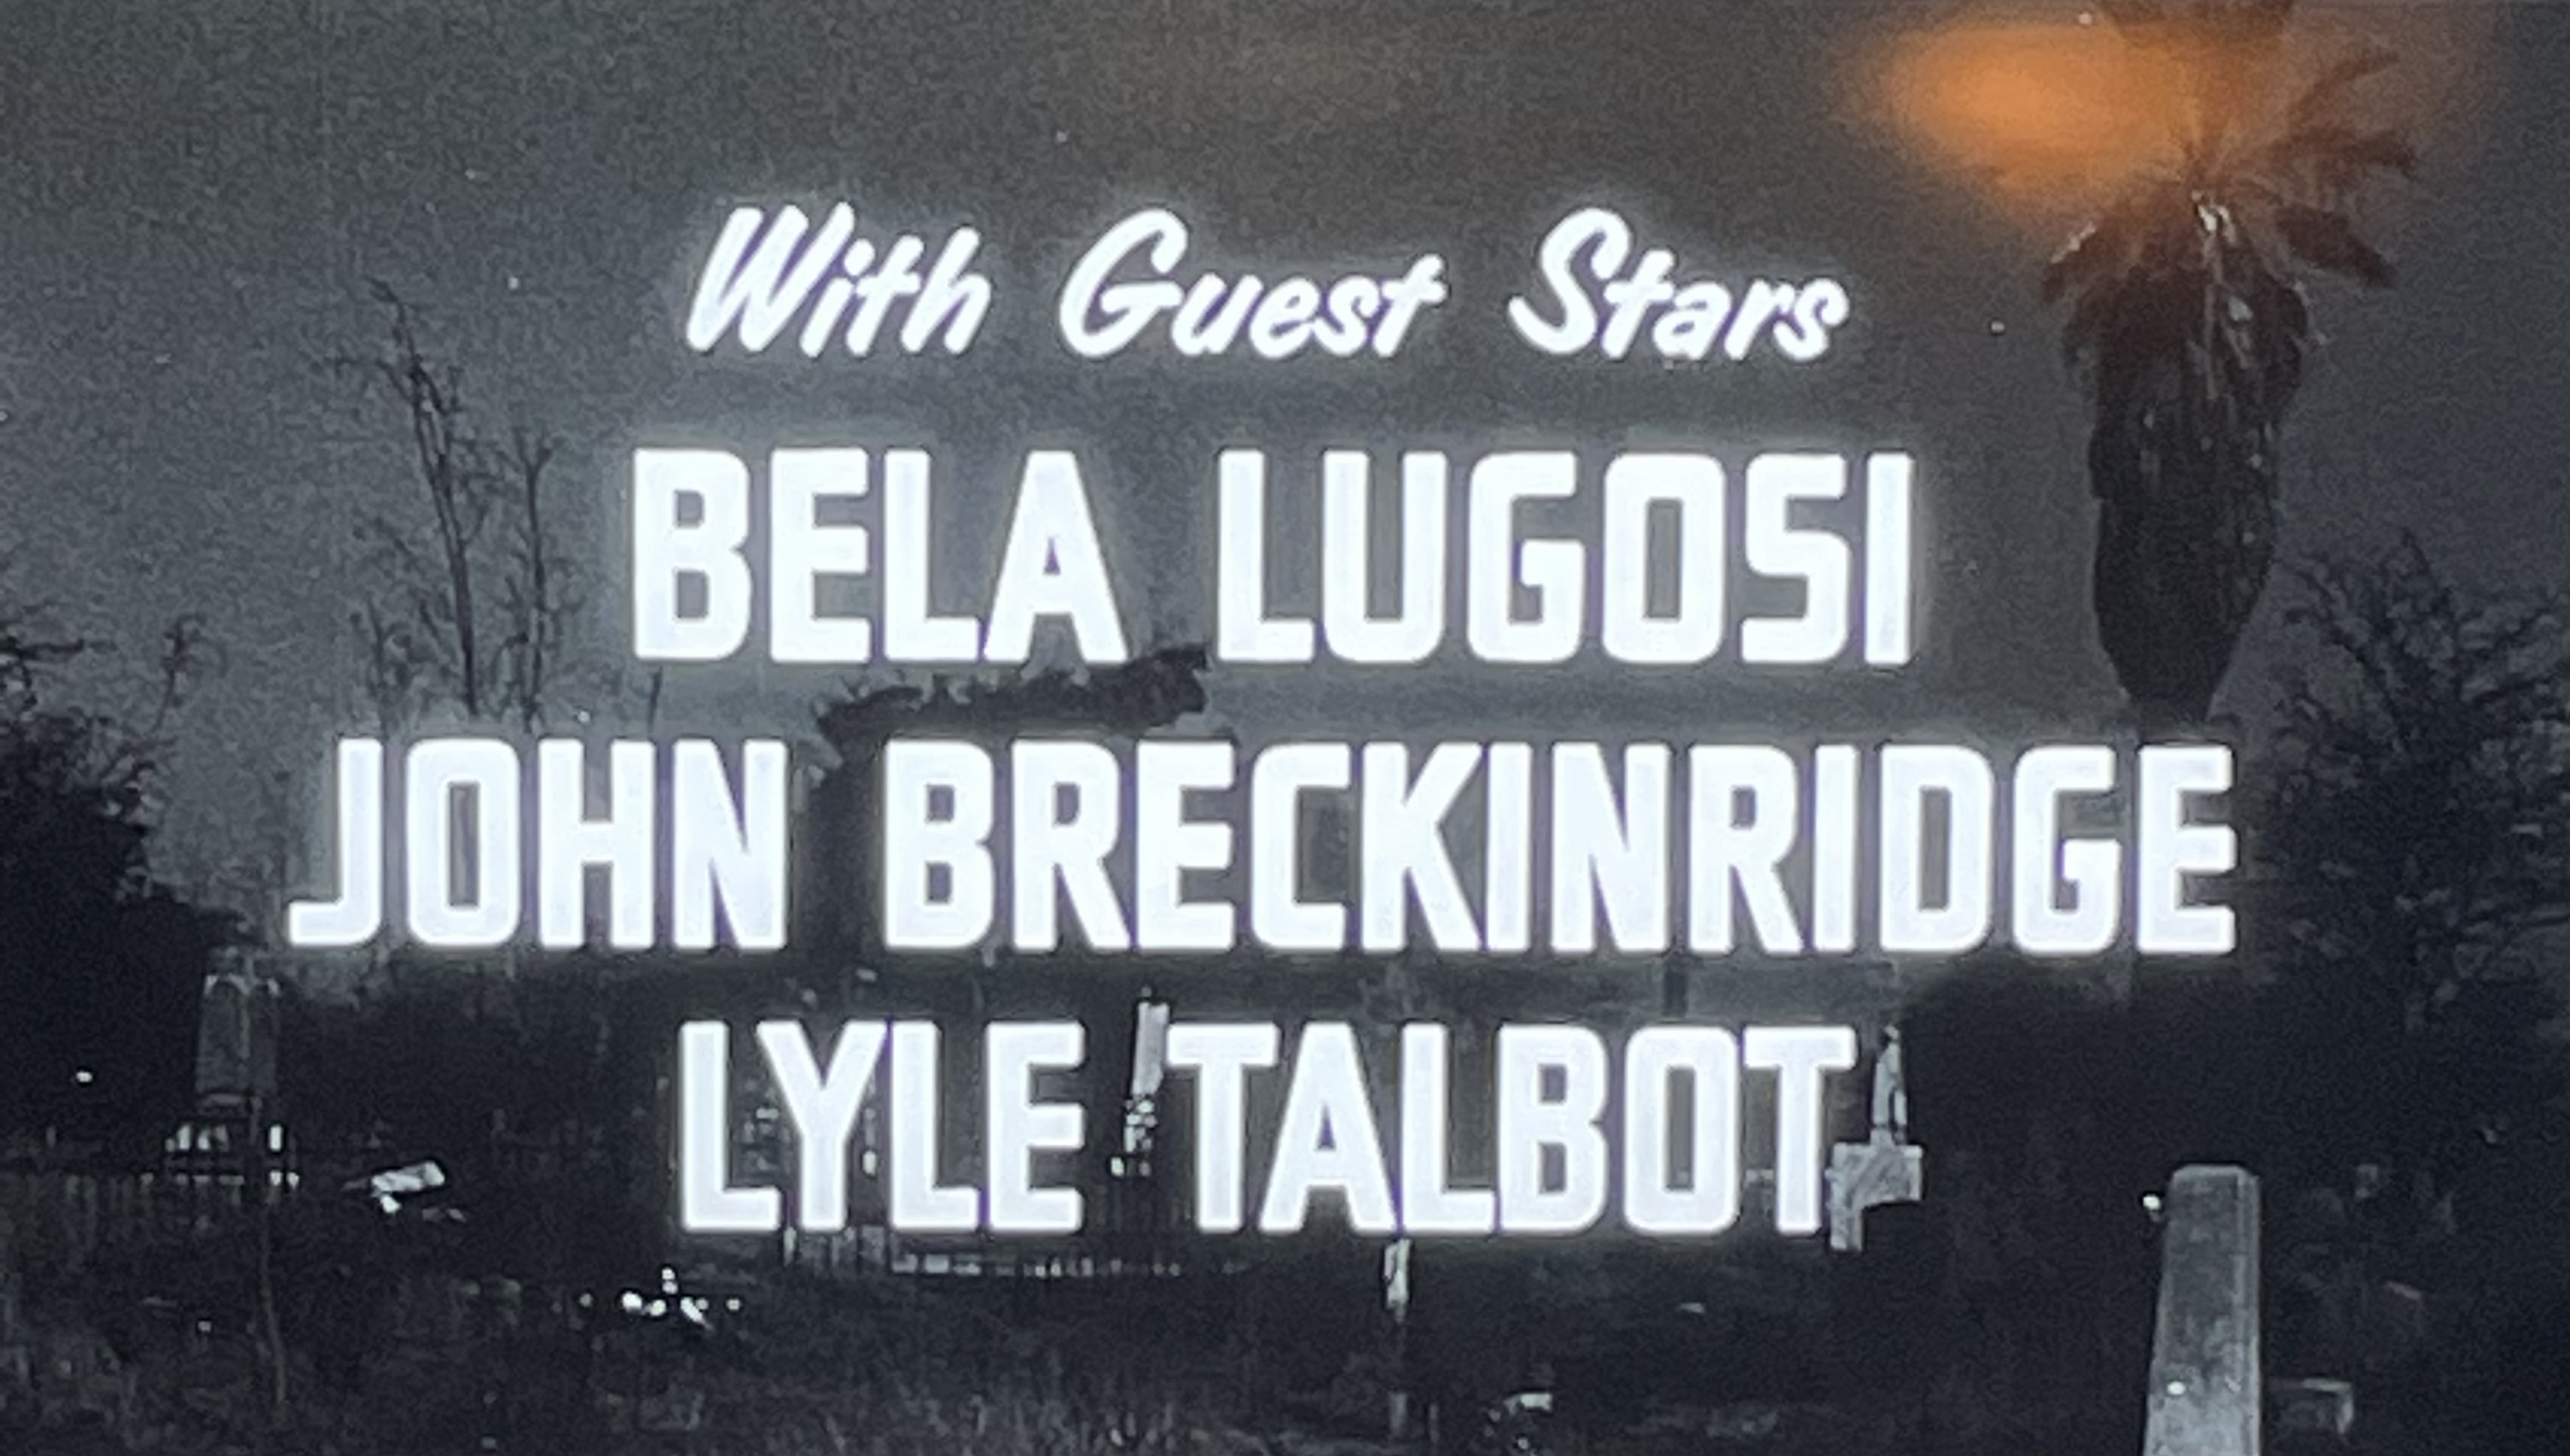 With Guest Stars
BELA LUGOSI
JOHN BRECKINRIDGE
LYLE TALBOT